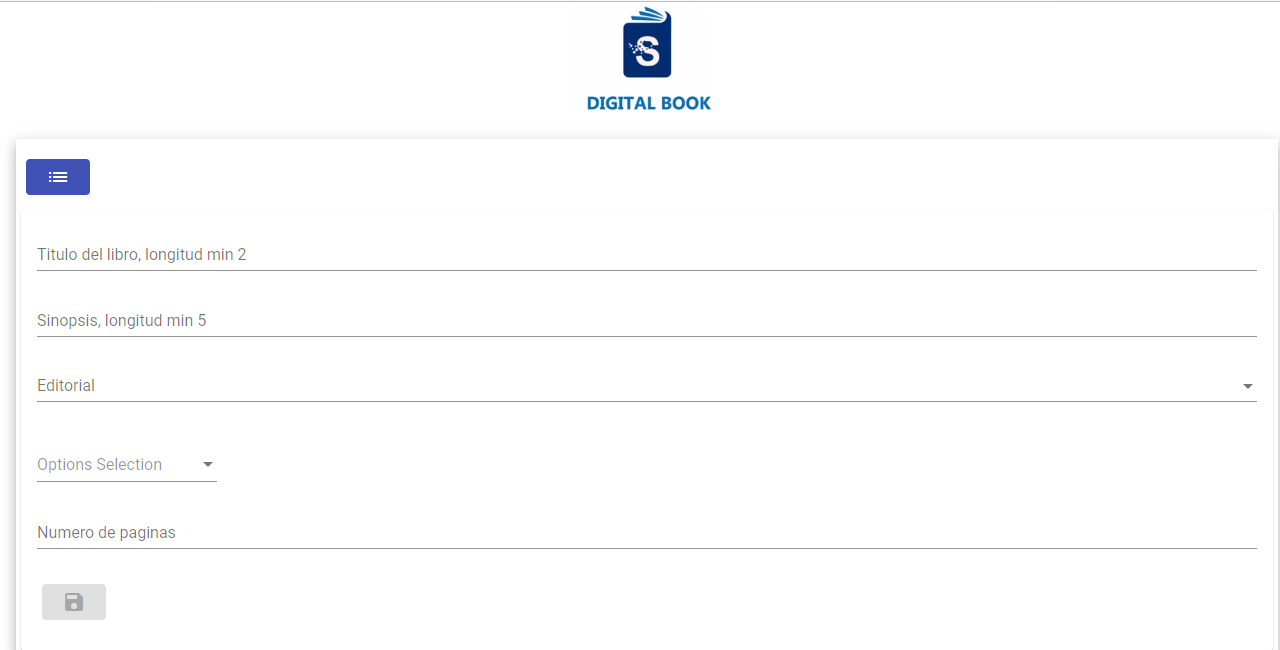 S
DIGITAL BOOK
Titulo del libro, longitud min 2
Sinopsis, longitud min 5
Editorial
Options Selection
Numero de paginas